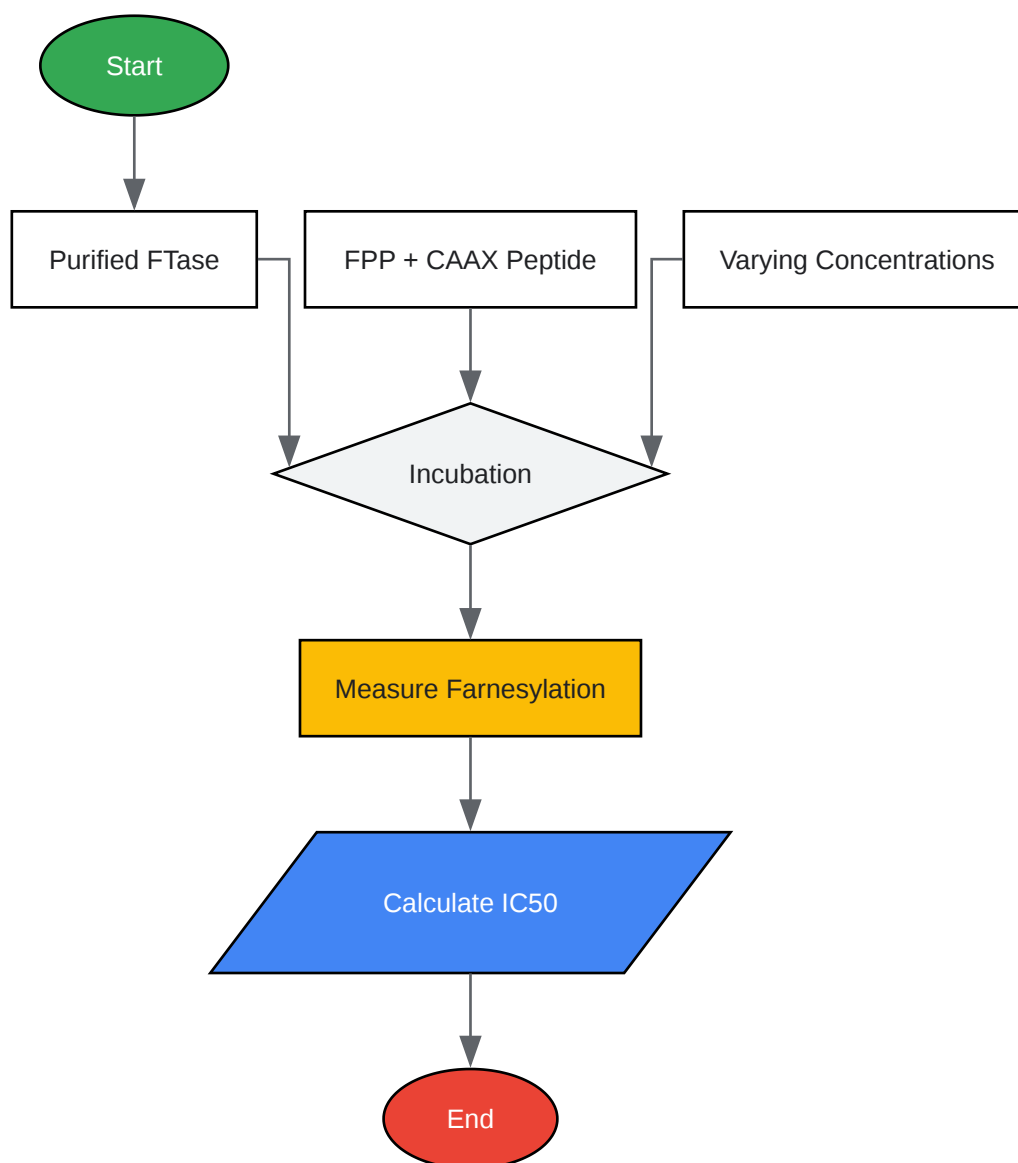 Start
Purified FTase
FPP + CAAX Peptide
Varying Concentrations
Incubation
Measure Farnesylation
Calculate IC50
End